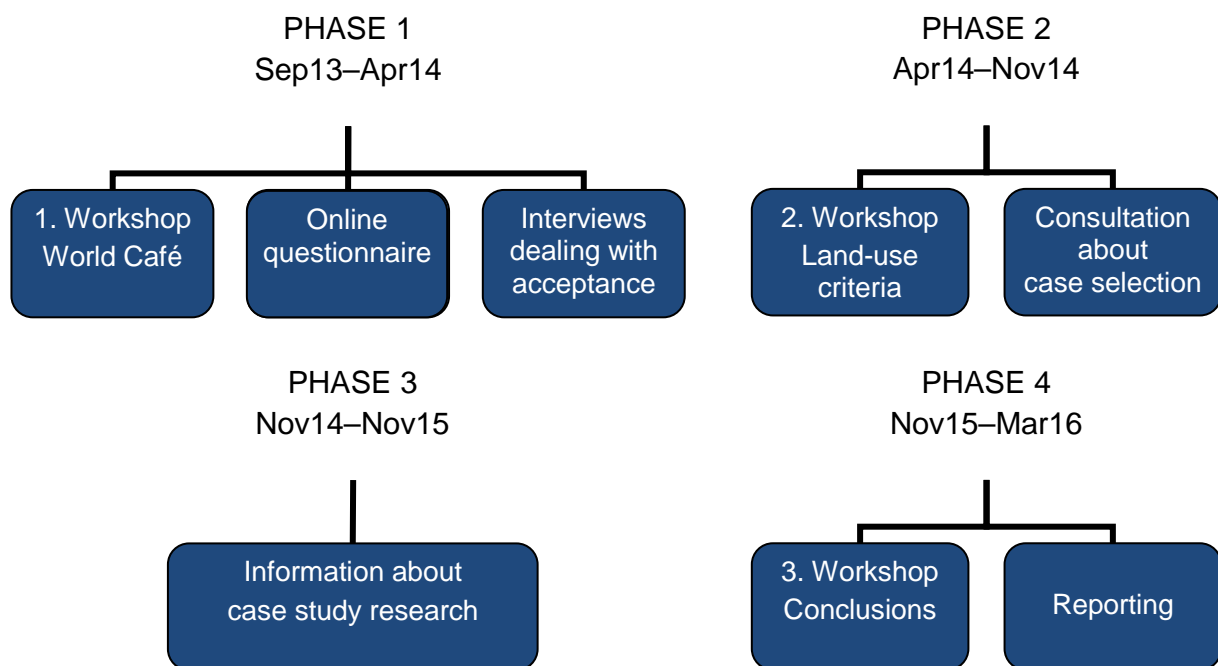 PHASE 1
Sep13–Apr14
1. Workshop
World Café
Online
questionnaire
Interviews
dealing with
acceptance
PHASE 2
Apr14–Nov14
2. Workshop
Land-use
criteria
Consultation
about
case selection
PHASE 3
Nov14–Nov15
Information about
case study research
PHASE 4
Nov15–Mar16
3. Workshop
Conclusions
Reporting